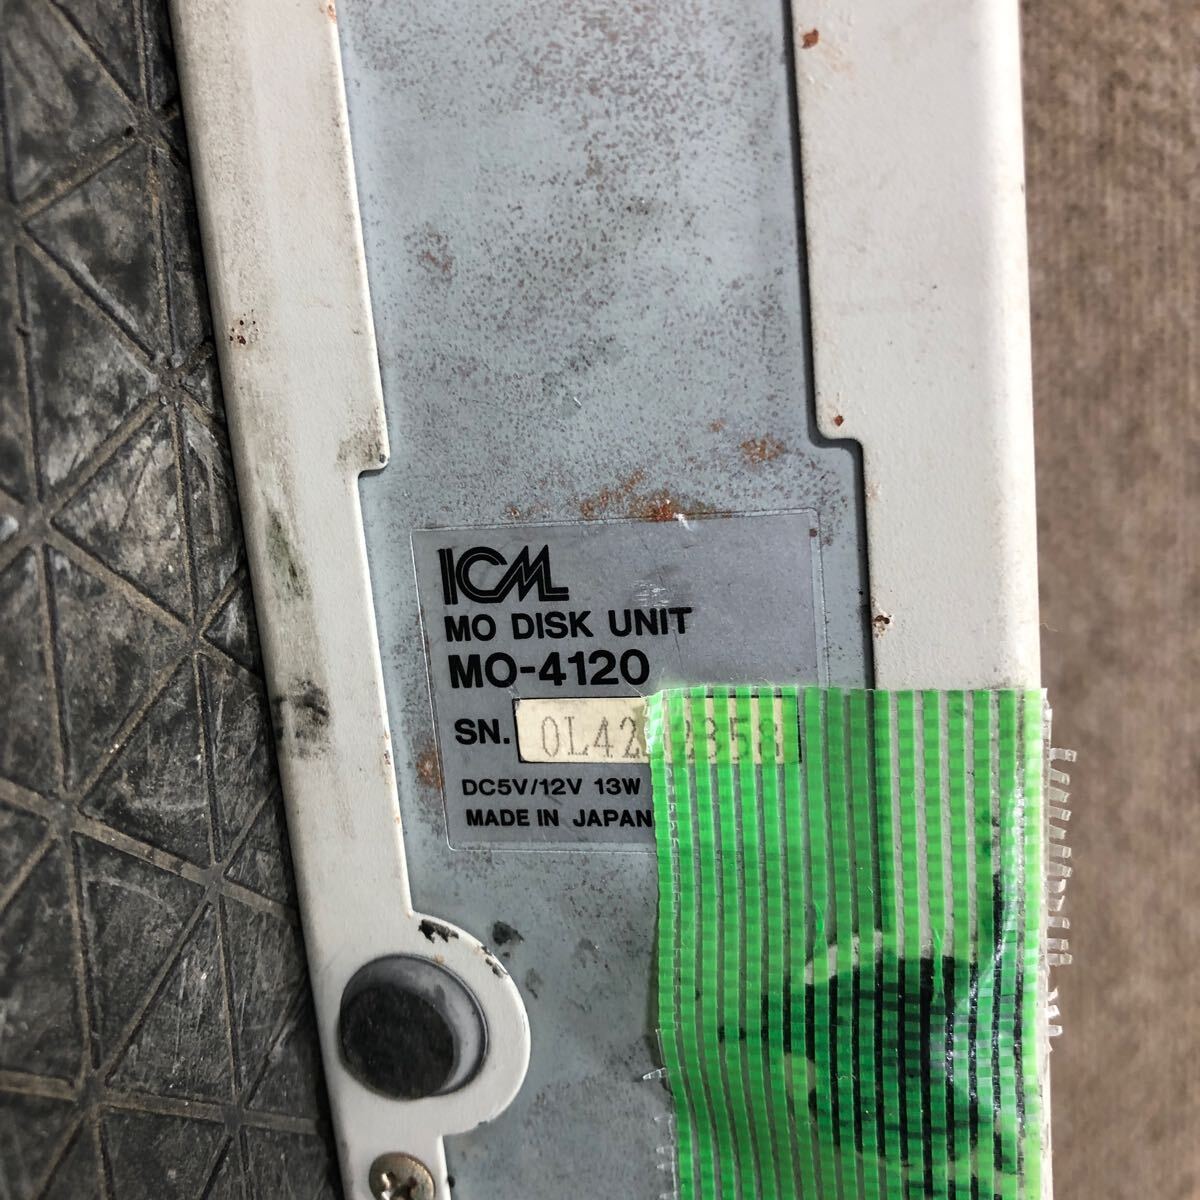 ICM
MO DISK UNIT
MO-4120
SN.
DC5V/12V 13W
MADE IN JAPAN